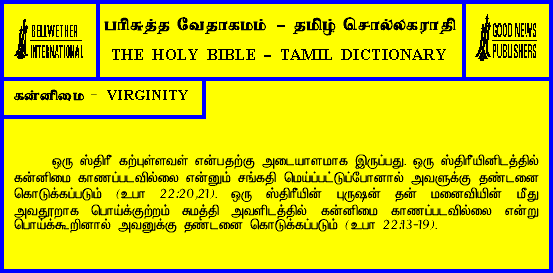 BELLWETHER
INTERNATIONAL
பரிசுத்த வேதாகமம் - தமிழ் சொல்லகராதி
THE HOLY BIBLE - TAMIL DICTIONARY
GOOD NEWS
PUBLISHERS
கன்னிமை - VIRGINITY
ஒரு ஸ்திரீ கற்புள்ளவள் என்பதற்கு அடையாளமாக இருப்பது. ஒரு ஸ்திரீயினிடத்தில்
கன்னிமை காணப்படவில்லை என்னும் சங்கதி மெய்ப்பட்டுப்போனால் அவளுக்கு தண்டனை
கொடுக்கப்படும் (உபா 22:20,21). ஒரு ஸ்திரீயின் புருஷன் தன் மனைவியின் மீது
அவதூறாக பொய்க்குற்றம் சுமத்தி அவளிடத்தில் கன்னிமை காணப்படவில்லை என்று
பொய்க்கூறினால் அவனுக்கு தண்டனை கொடுக்கப்படும் (உபா 22:13-19).